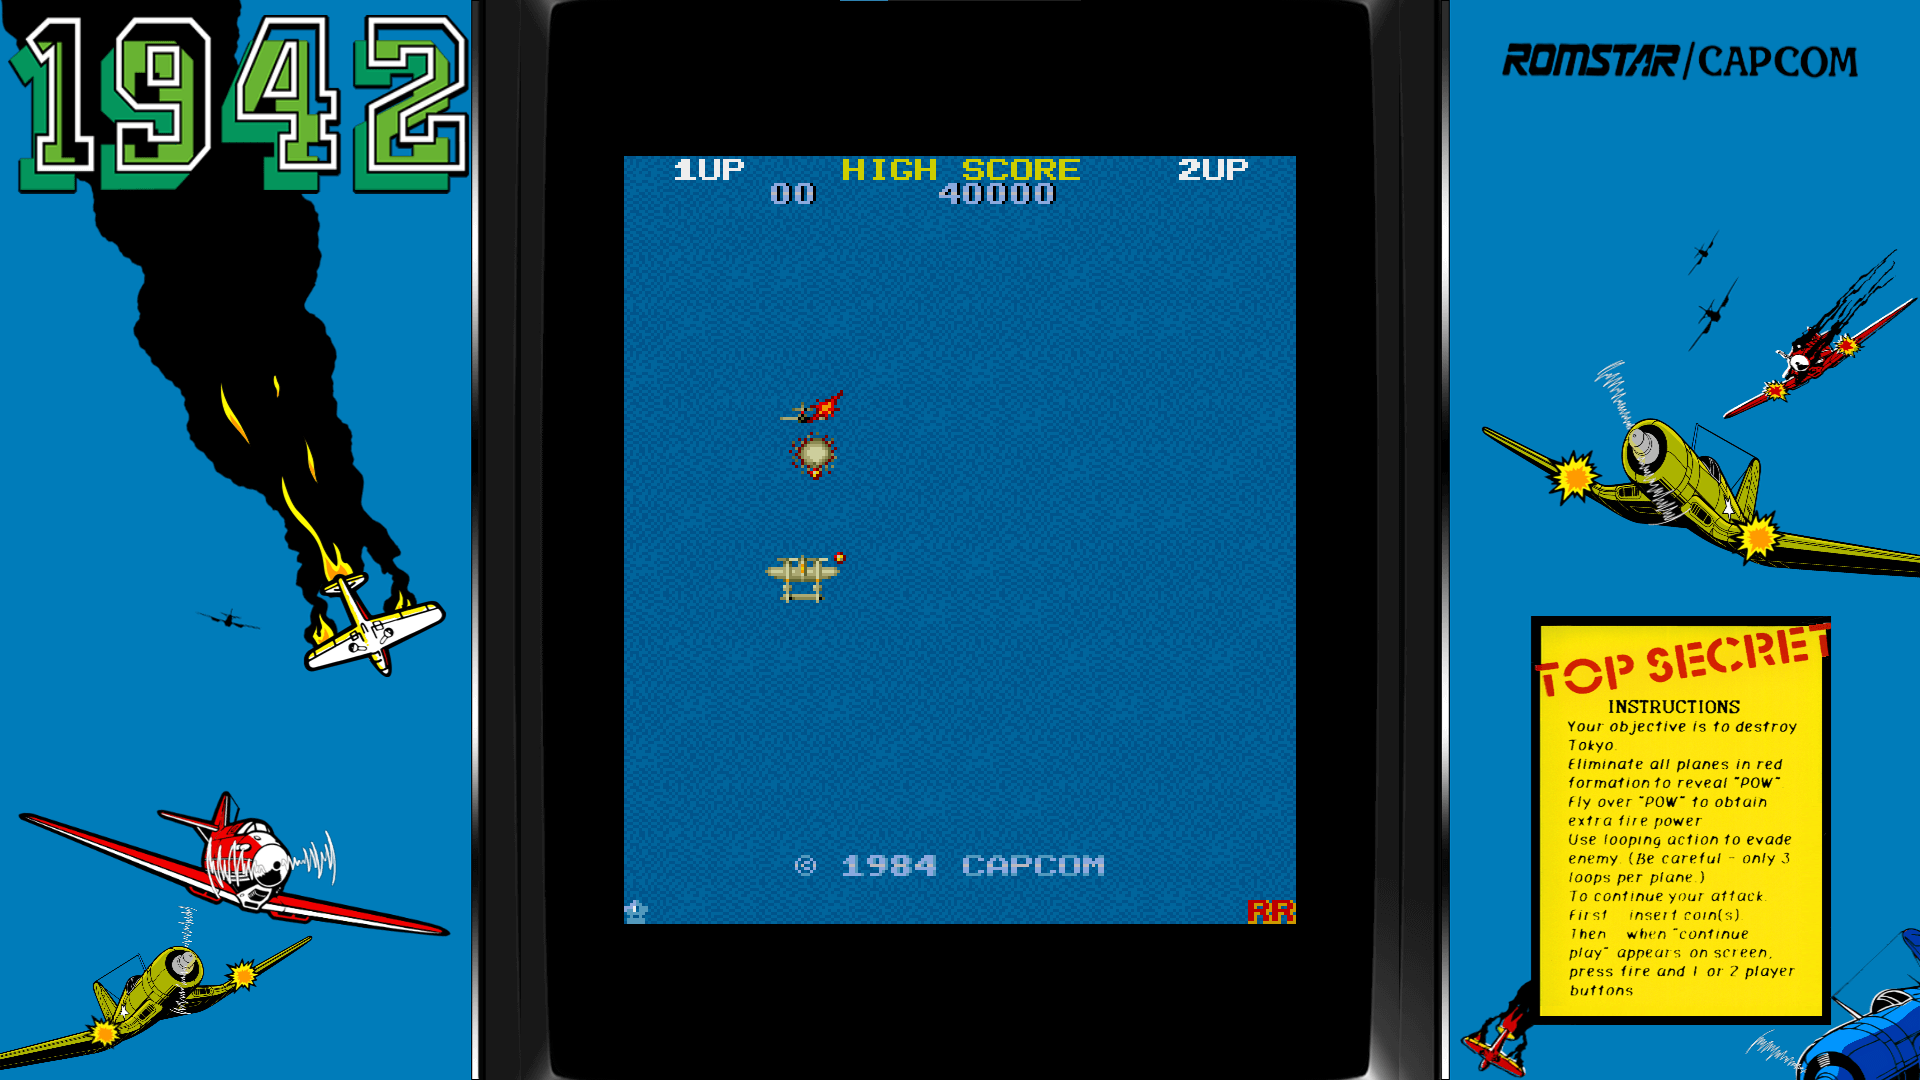 1942
ROMSTAR/CAPCOM
1UP HIGH SCORE 2UP
00 40000
© 1984 CAPCOM
RR
TOP SECRET
INSTRUCTIONS
Your objective is to destroy
Tokyo.
Eliminate all planes in red
formation to reveal "POW".
Fly over "POW" to obtain
extra fire power
Use looping action to evade
enemy. (Be careful - only 3
loops per plane.)
To continue your attack.
First insert coin(s)
Then when "continue
play" appears on screen,
press fire and 1 or 2 player
buttons